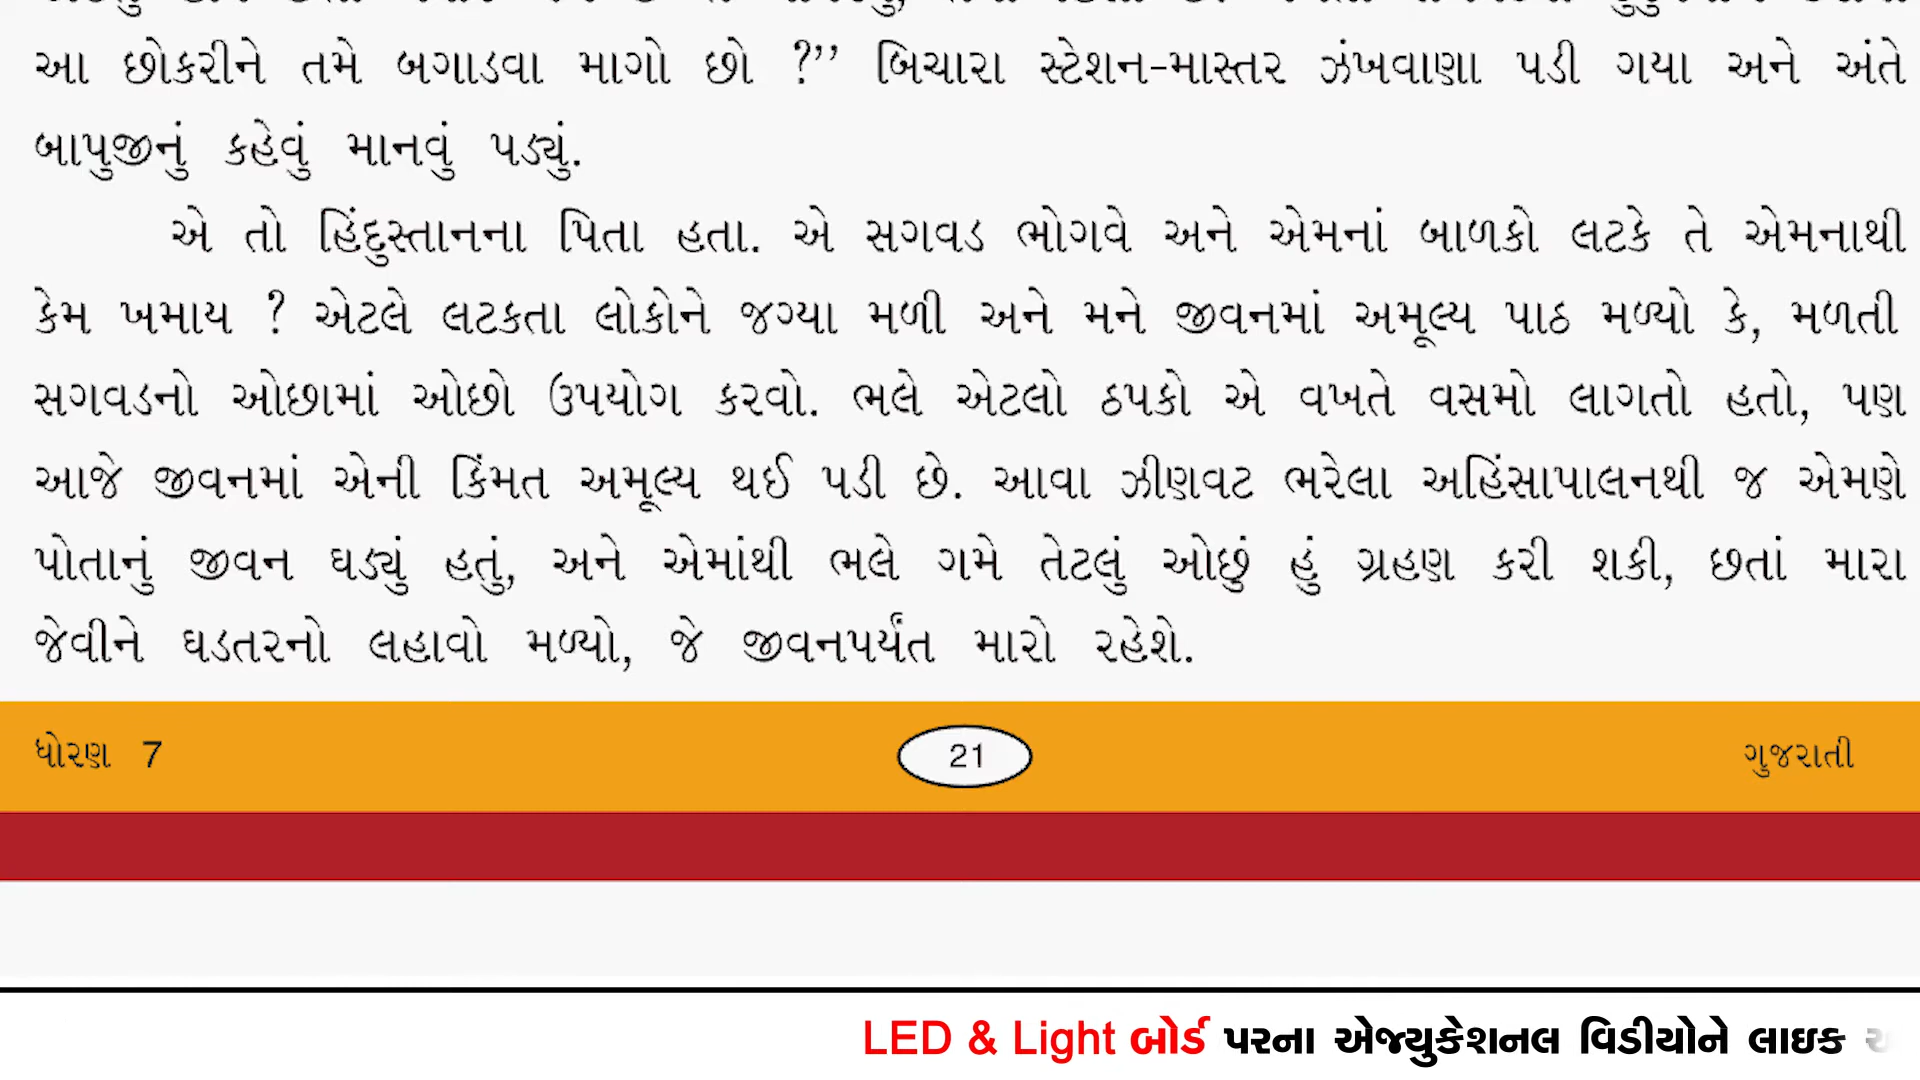 આ છોકરીને તમે બગાડવા માગો છો ?’’ બિચારા સ્ટેશન-માસ્તર ઝંખવાણા પડી ગયા અને અંતે
બાપુજીનું કહેવું માનવું પડ્યું.
એ તો હિંદુસ્તાનના પિતા હતા. એ સગવડ ભોગવે અને એમનાં બાળકો લટકે તે એમનાથી
કેમ ખમાય ? એટલે લટકતા લોકોને જગ્યા મળી અને મને જીવનમાં અમૂલ્ય પાઠ મળ્યો કે, મળતી
સગવડનો ઓછામાં ઓછો ઉપયોગ કરવો. ભલે એટલો ઠપકો એ વખતે વસમો લાગતો હતો, પણ
આજે જીવનમાં એની કિંમત અમૂલ્ય થઈ પડી છે. આવા ઝીણવટ ભરેલા અહિંસાપાલનથી જ એમણે
પોતાનું જીવન ઘડ્યું હતું, અને એમાંથી ભલે ગમે તેટલું ઓછું હું ગ્રહણ કરી શકી, છતાં મારા
જેવીને ઘડતરનો લહાવો મળ્યો, જે જીવનપર્યંત મારો રહેશે.
ધોરણ 7 21 ગુજરાતી
LED & Light બોર્ડ પરના એજ્યુકેશનલ વિડીયોને લાઇક